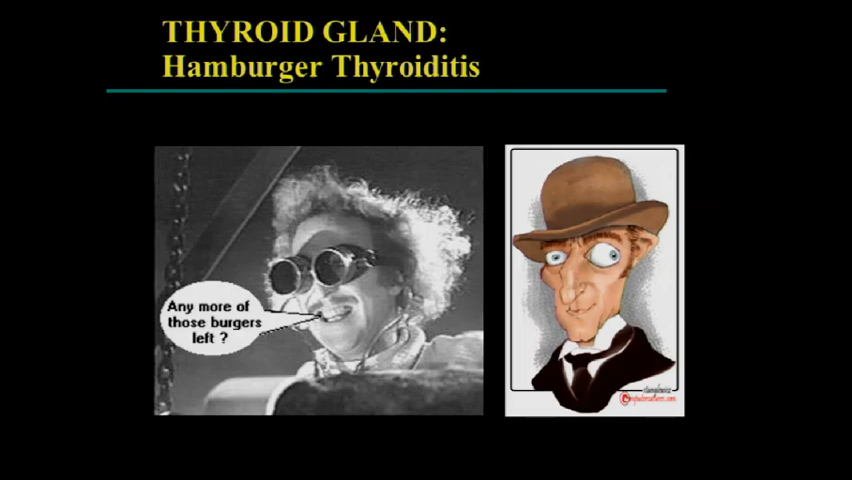 THYROID GLAND:
Hamburger Thyroiditis
Any more of
those burgers
left ?